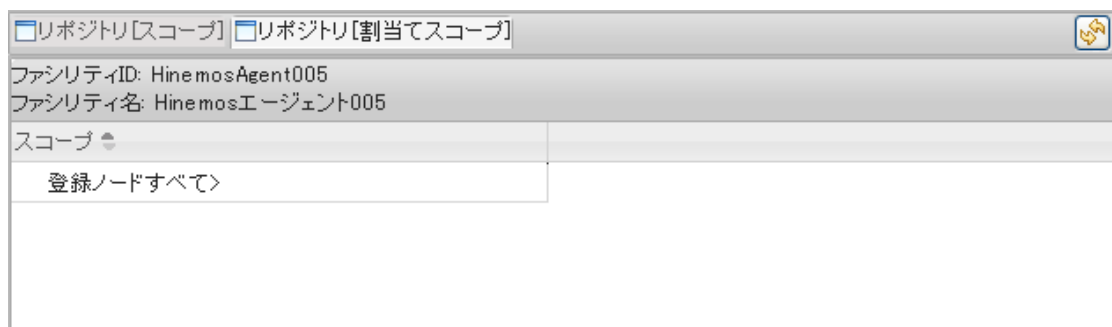 リポジトリ[スコープ] リポジトリ[割当てスコープ]
ファシリティID: HinemosAgent005
ファシリティ名: Hinemosエージェント005
スコープ
登録ノードすべて>